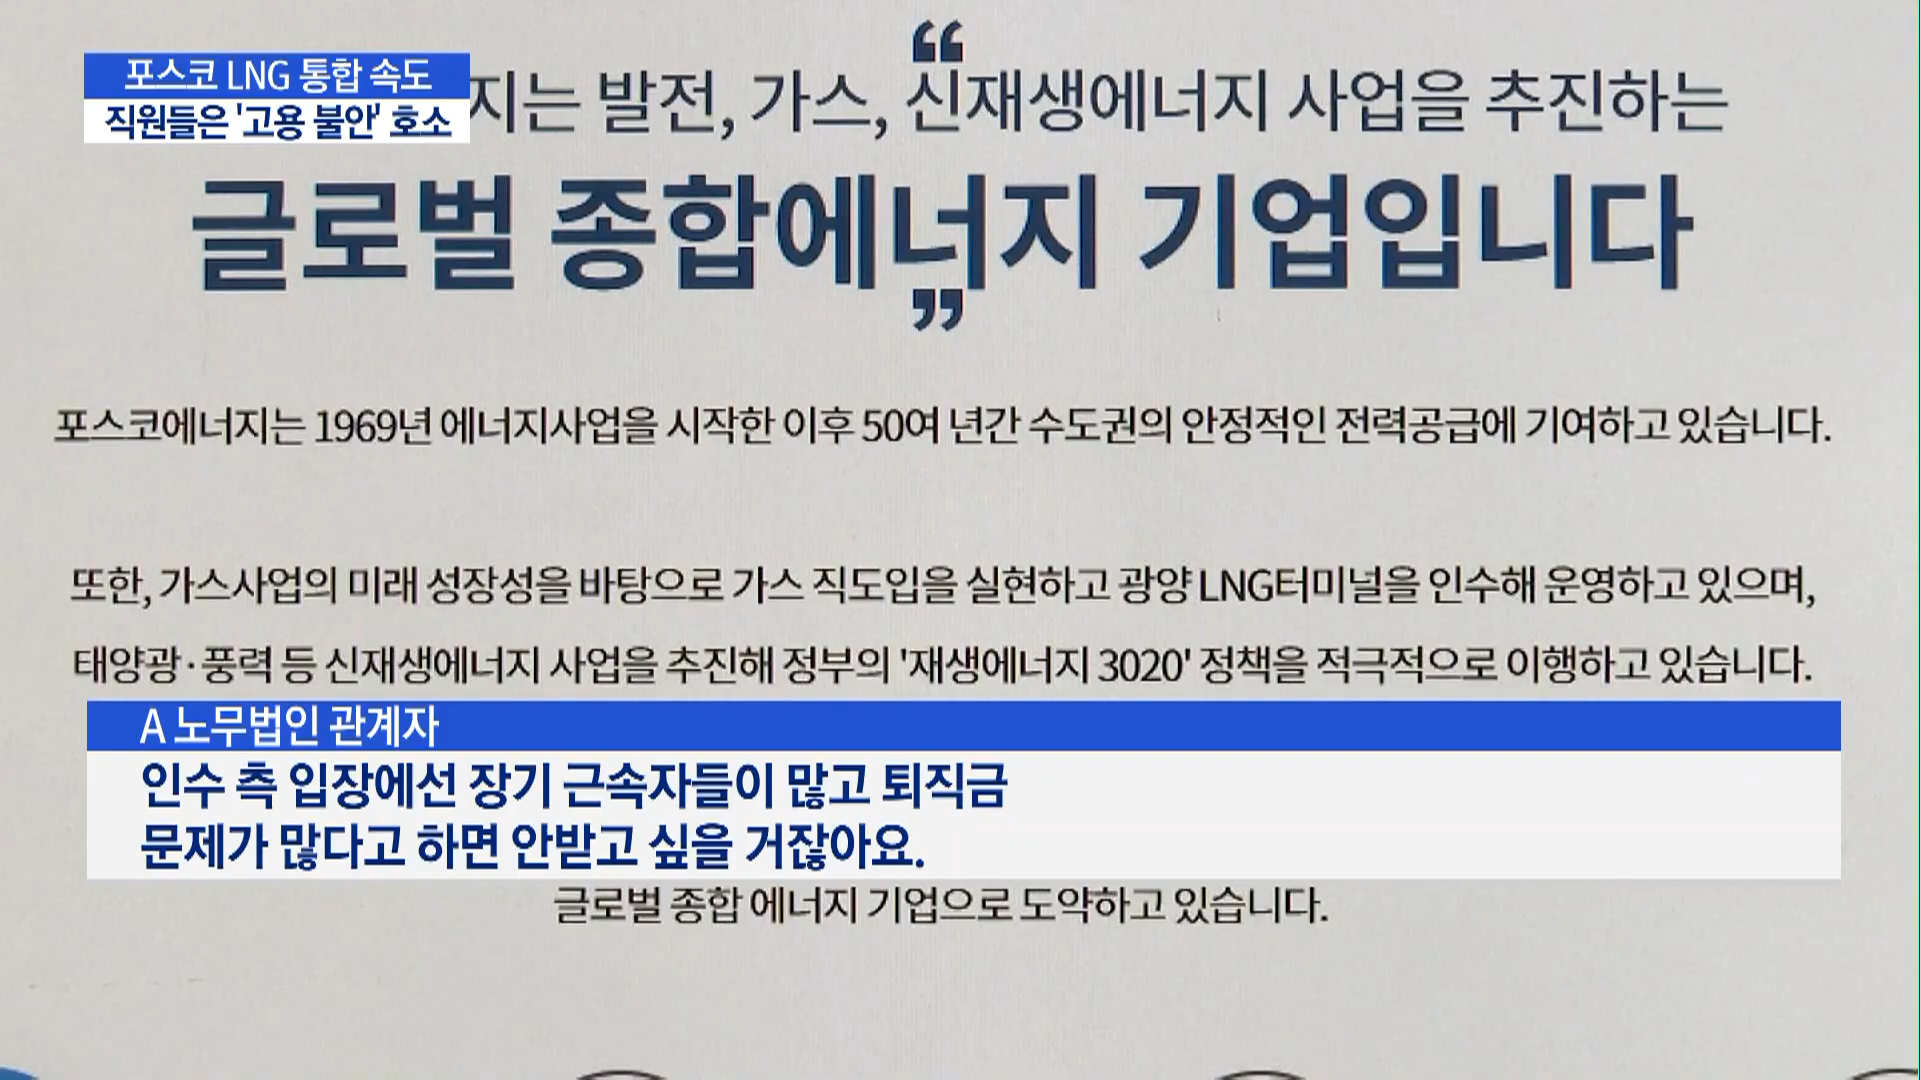 포스코 LNG 통합 속도
직원들은 '고용 불안' 호소
“
지는 발전, 가스, 신재생에너지 사업을 추진하는
글로벌 종합에너지 기업입니다
”
포스코에너지는 1969년 에너지사업을 시작한 이후 50여 년간 수도권의 안정적인 전력공급에 기여하고 있습니다.
또한, 가스사업의 미래 성장성을 바탕으로 가스 직도입을 실현하고 광양 LNG터미널을 인수해 운영하고 있으며,
태양광·풍력 등 신재생에너지 사업을 추진해 정부의 '재생에너지 3020' 정책을 적극적으로 이행하고 있습니다.
A 노무법인 관계자
인수 측 입장에선 장기 근속자들이 많고 퇴직금
문제가 많다고 하면 안받고 싶을 거잖아요.
글로벌 종합 에너지 기업으로 도약하고 있습니다.